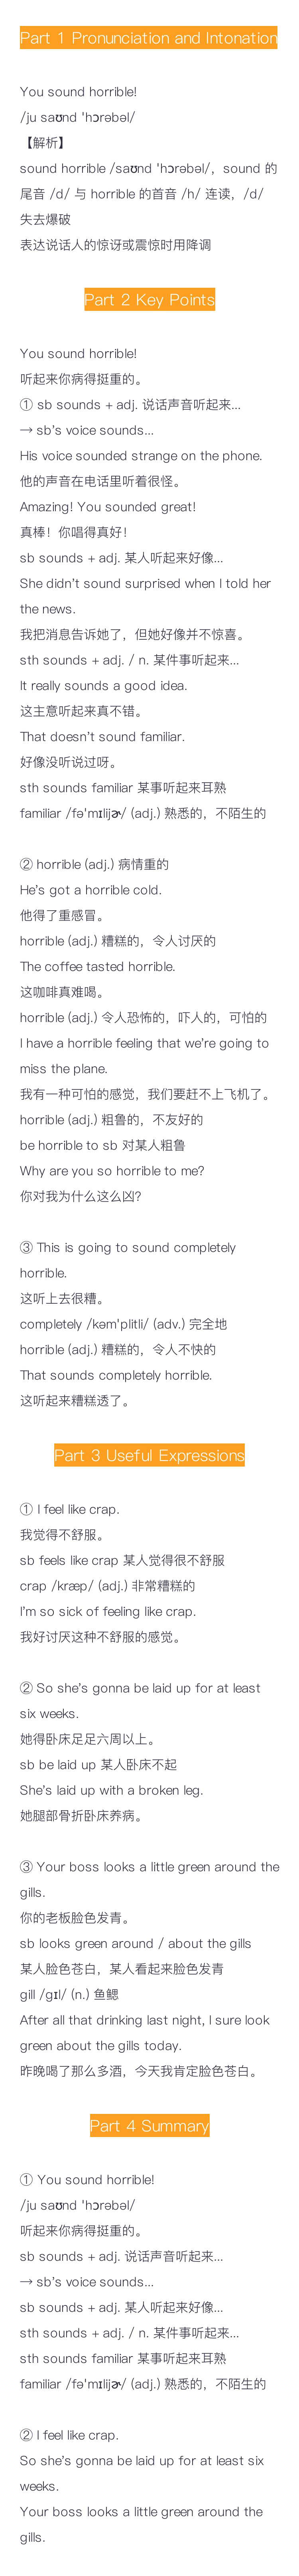 Part 1 Pronunciation and Intonation
You sound horrible!
/ju saʊnd 'hɔrəbəl/
【解析】
sound horrible /saʊnd 'hɔrəbəl/，sound 的
尾音 /d/ 与 horrible 的首音 /h/ 连读，/d/
失去爆破
表达说话人的惊讶或震惊时用降调
Part 2 Key Points
You sound horrible!
听起来你病得挺重的。
① sb sounds + adj. 说话声音听起来...
→ sb's voice sounds...
His voice sounded strange on the phone.
他的声音在电话里听着很怪。
Amazing! You sounded great!
真棒！你唱得真好！
sb sounds + adj. 某人听起来好像...
She didn't sound surprised when I told her
the news.
我把消息告诉她了，但她好像并不惊喜。
sth sounds + adj. / n. 某件事听起来...
It really sounds a good idea.
这主意听起来真不错。
That doesn't sound familiar.
好像没听说过呀。
sth sounds familiar 某事听起来耳熟
familiar /fə'mɪlijɚ/ (adj.) 熟悉的，不陌生的
② horrible (adj.) 病情重的
He's got a horrible cold.
他得了重感冒。
horrible (adj.) 糟糕的，令人讨厌的
The coffee tasted horrible.
这咖啡真难喝。
horrible (adj.) 令人恐怖的，吓人的，可怕的
I have a horrible feeling that we're going to
miss the plane.
我有一种可怕的感觉，我们要赶不上飞机了。
horrible (adj.) 粗鲁的，不友好的
be horrible to sb 对某人粗鲁
Why are you so horrible to me?
你对我为什么这么凶?
③ This is going to sound completely
horrible.
这听上去很糟。
completely /kəm'plitli/ (adv.) 完全地
horrible (adj.) 糟糕的，令人不快的
That sounds completely horrible.
这听起来糟糕透了。
Part 3 Useful Expressions
① I feel like crap.
我觉得不舒服。
sb feels like crap 某人觉得很不舒服
crap /kræp/ (adj.) 非常糟糕的
I'm so sick of feeling like crap.
我好讨厌这种不舒服的感觉。
② So she's gonna be laid up for at least
six weeks.
她得卧床足足六周以上。
sb be laid up 某人卧床不起
She's laid up with a broken leg.
她腿部骨折卧床养病。
③ Your boss looks a little green around the
gills.
你的老板脸色发青。
sb looks green around / about the gills
某人脸色苍白，某人看起来脸色发青
gill /gɪl/ (n.) 鱼鳃
After all that drinking last night, I sure look
green about the gills today.
昨晚喝了那么多酒，今天我肯定脸色苍白。
Part 4 Summary
① You sound horrible!
/ju saʊnd 'hɔrəbəl/
听起来你病得挺重的。
sb sounds + adj. 说话声音听起来...
→ sb's voice sounds...
sb sounds + adj. 某人听起来好像...
sth sounds + adj. / n. 某件事听起来...
sth sounds familiar 某事听起来耳熟
familiar /fə'mɪlijɚ/ (adj.) 熟悉的，不陌生的
② I feel like crap.
So she's gonna be laid up for at least six
weeks.
Your boss looks a little green around the
gills.